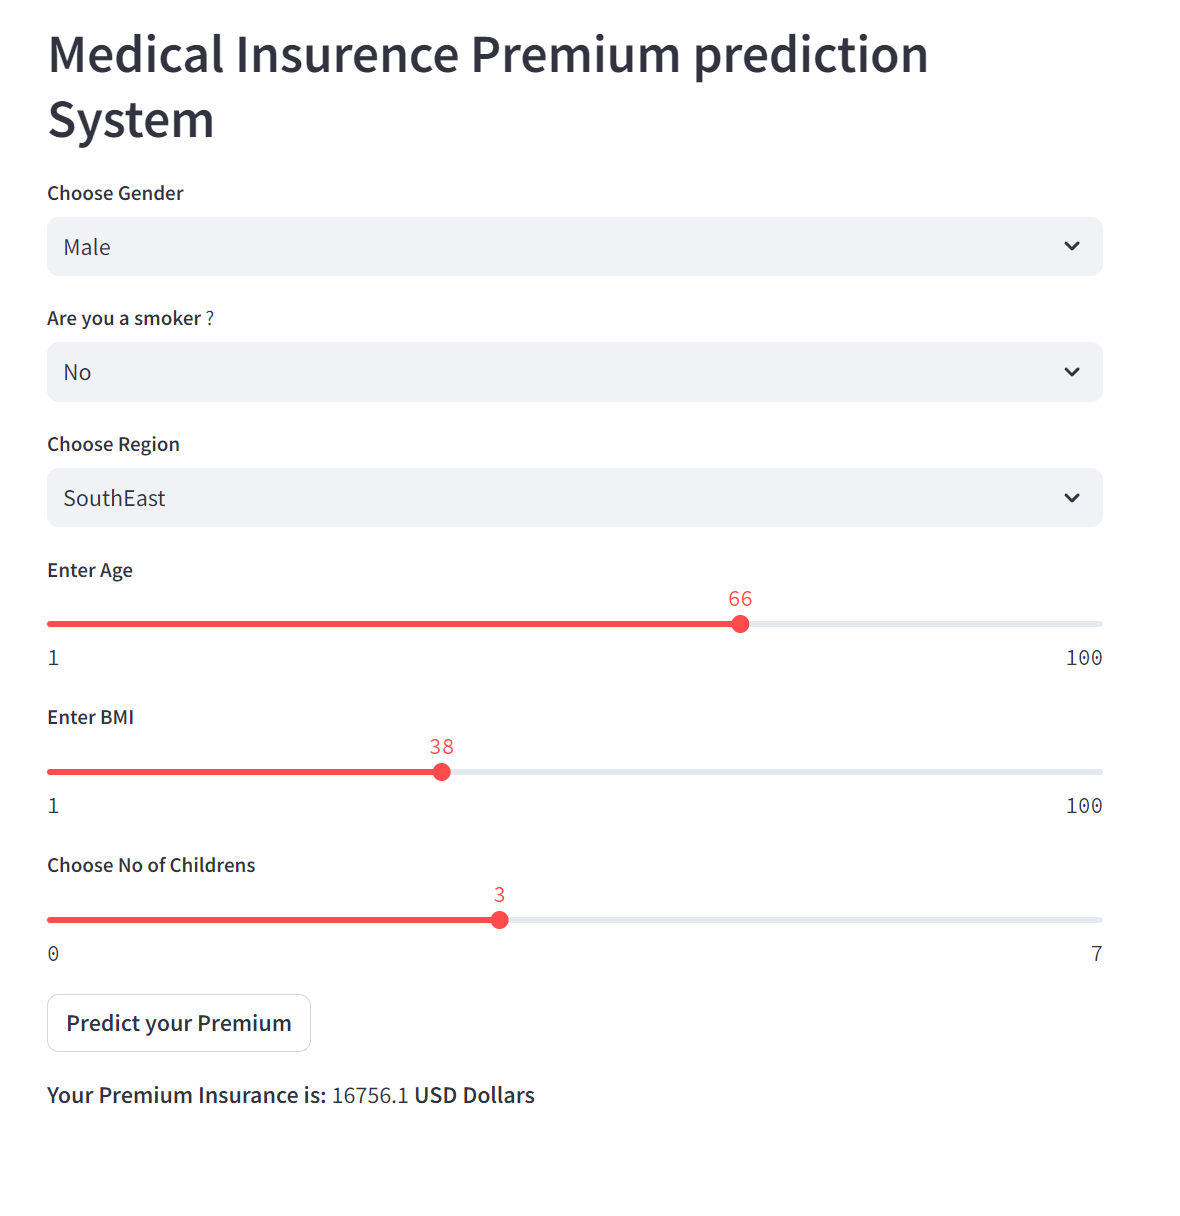 Medical Insurence Premium prediction
System
Choose Gender
Male
Are you a smoker ?
No
Choose Region
SouthEast
Enter Age
66
1 100
Enter BMI
38
1 100
Choose No of Childrens
3
0 7
Predict your Premium
Your Premium Insurance is: 16756.1 USD Dollars